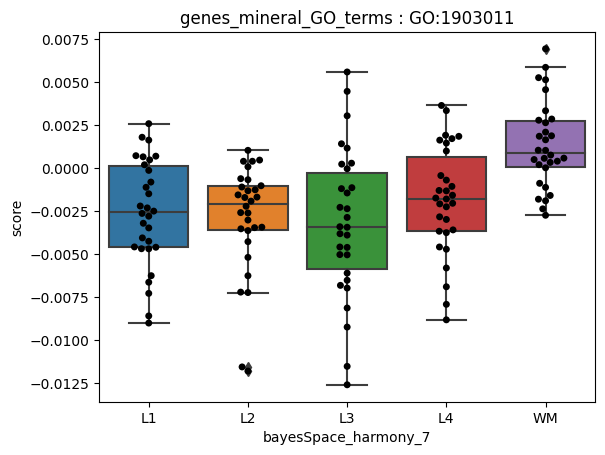 genes_mineral_GO_terms : GO:1903011
0.0075
0.0050
0.0025
0.0000
−0.0025
−0.0050
−0.0075
−0.0100
−0.0125
score
L1 L2 L3 L4 WM
bayesSpace_harmony_7